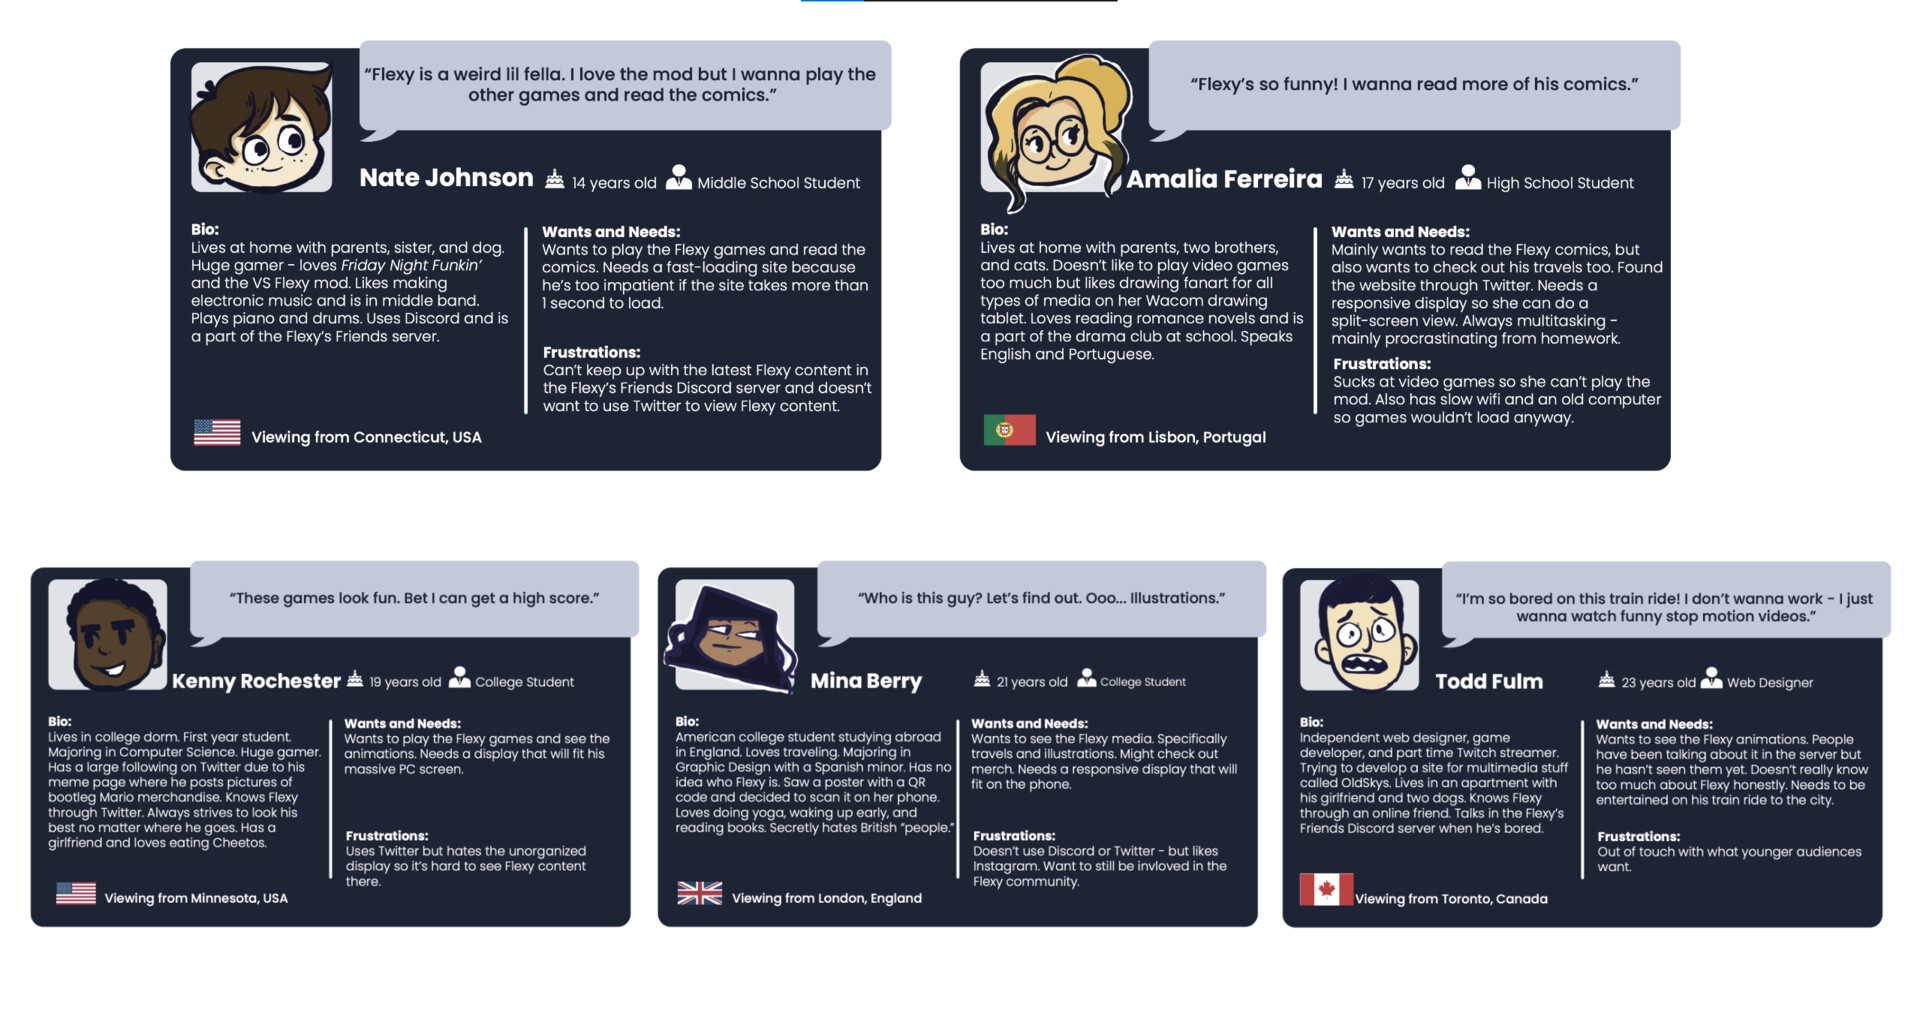 “Flexy is a weird lil fella. I love the mod but I wanna play the
other games and read the comics.”
Nate Johnson
14 years old
Middle School Student
Bio:
Lives at home with parents, sister, and dog.
Huge gamer - loves Friday Night Funkin’
and the VS Flexy mod. Likes making
electronic music and is in middle band.
Plays piano and drums. Uses Discord and is
a part of the Flexy’s Friends server.
Wants and Needs:
Wants to play the Flexy games and read the
comics. Needs a fast-loading site because
he’s too impatient if the site takes more than
1 second to load.
Frustrations:
Can’t keep up with the latest Flexy content in
the Flexy’s Friends Discord server and doesn’t
want to use Twitter to view Flexy content.
Viewing from Connecticut, USA
“Flexy’s so funny! I wanna read more of his comics.”
Amalia Ferreira
17 years old
High School Student
Bio:
Lives at home with parents, two brothers,
and cats. Doesn’t like to play video games
too much but likes drawing fanart for all
types of media on her Wacom drawing
tablet. Loves reading romance novels and is
a part of the drama club at school. Speaks
English and Portuguese.
Wants and Needs:
Mainly wants to read the Flexy comics, but
also wants to check out his travels too. Found
the website through Twitter. Needs a
responsive display so she can do a
split-screen view. Always multitasking -
mainly procrastinating from homework.
Frustrations:
Sucks at video games so she can’t play the
mod. Also has slow wifi and an old computer
so games wouldn’t load anyway.
Viewing from Lisbon, Portugal
“These games look fun. Bet I can get a high score.”
Kenny Rochester
19 years old
College Student
Bio:
Lives in college dorm. First year student.
Majoring in Computer Science. Huge gamer.
Has a large following on Twitter due to his
meme page where he posts pictures of
bootleg Mario merchandise. Knows Flexy
through Twitter. Always strives to look his
best no matter where he goes. Has a
girlfriend and loves eating Cheetos.
Wants and Needs:
Wants to play the Flexy games and see the
animations. Needs a display that will fit his
massive PC screen.
Frustrations:
Uses Twitter but hates the unorganized
display so it’s hard to see Flexy content
there.
Viewing from Minnesota, USA
“Who is this guy? Let’s find out. Ooo... Illustrations.”
Mina Berry
21 years old
College Student
Bio:
American college student studying abroad
in England. Loves traveling. Majoring in
Graphic Design with a Spanish minor. Has no
idea who Flexy is. Saw a poster with a QR
code and decided to scan it on her phone.
Loves doing yoga, waking up early, and
reading books. Secretly hates British “people.”
Wants and Needs:
Wants to see the Flexy media. Specifically
travels and illustrations. Might check out
merch. Needs a responsive display that will
fit on the phone.
Frustrations:
Doesn’t use Discord or Twitter - but likes
Instagram. Want to still be invloved in the
Flexy community.
Viewing from London, England
“I’m so bored on this train ride! I don’t wanna work - I just
wanna watch funny stop motion videos.”
Todd Fulm
23 years old
Web Designer
Bio:
Independent web designer, game
developer, and part time Twitch streamer.
Trying to develop a site for multimedia stuff
called OldSkys. Lives in an apartment with
his girlfriend and two dogs. Knows Flexy
through an online friend. Talks in the Flexy’s
Friends Discord server when he’s bored.
Wants and Needs:
Wants to see the Flexy animations. People
have been talking about it in the server but
he hasn’t seen them yet. Doesn’t really know
too much about Flexy honestly. Needs to be
entertained on his train ride to the city.
Frustrations:
Out of touch with what younger audiences
want.
Viewing from Toronto, Canada